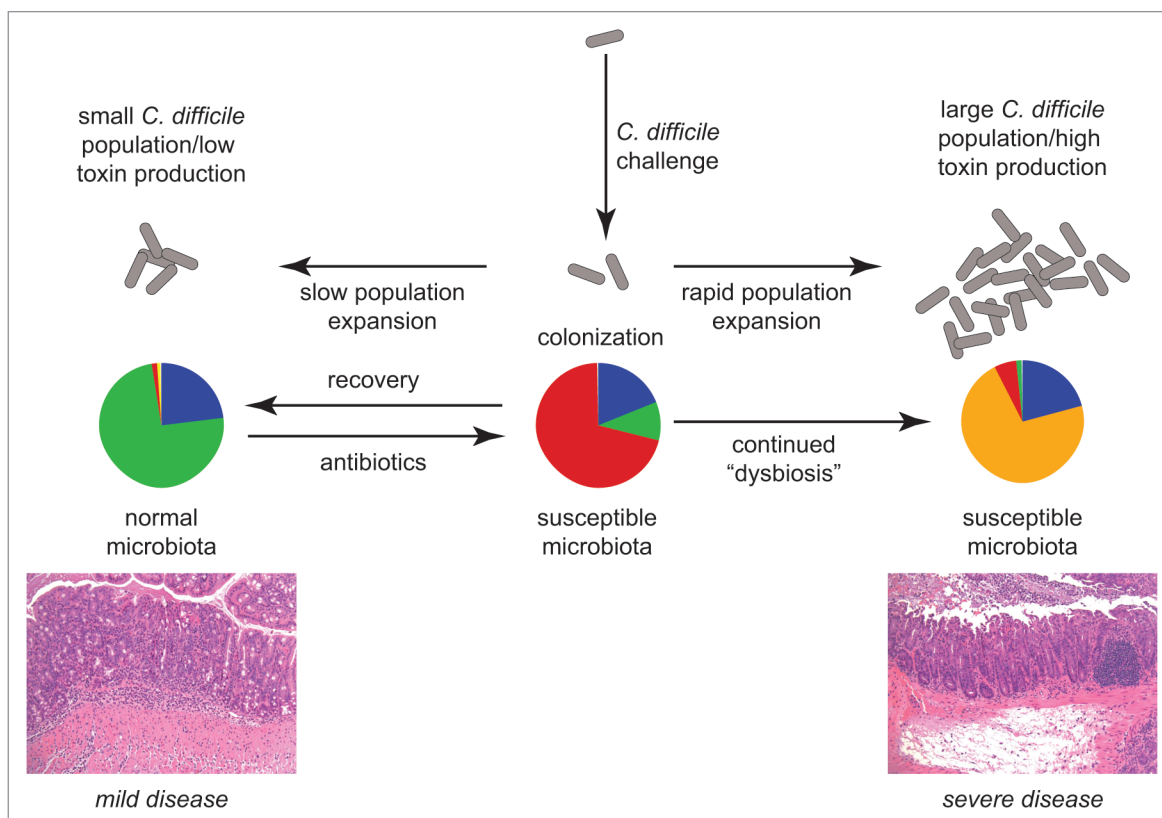 small C. difficile
population/low
toxin production
C. difficile
challenge
large C. difficile
population/high
toxin production
slow population
expansion
rapid population
expansion
colonization
recovery
antibiotics
continued
“dysbiosis”
normal
microbiota
susceptible
microbiota
susceptible
microbiota
mild disease
severe disease